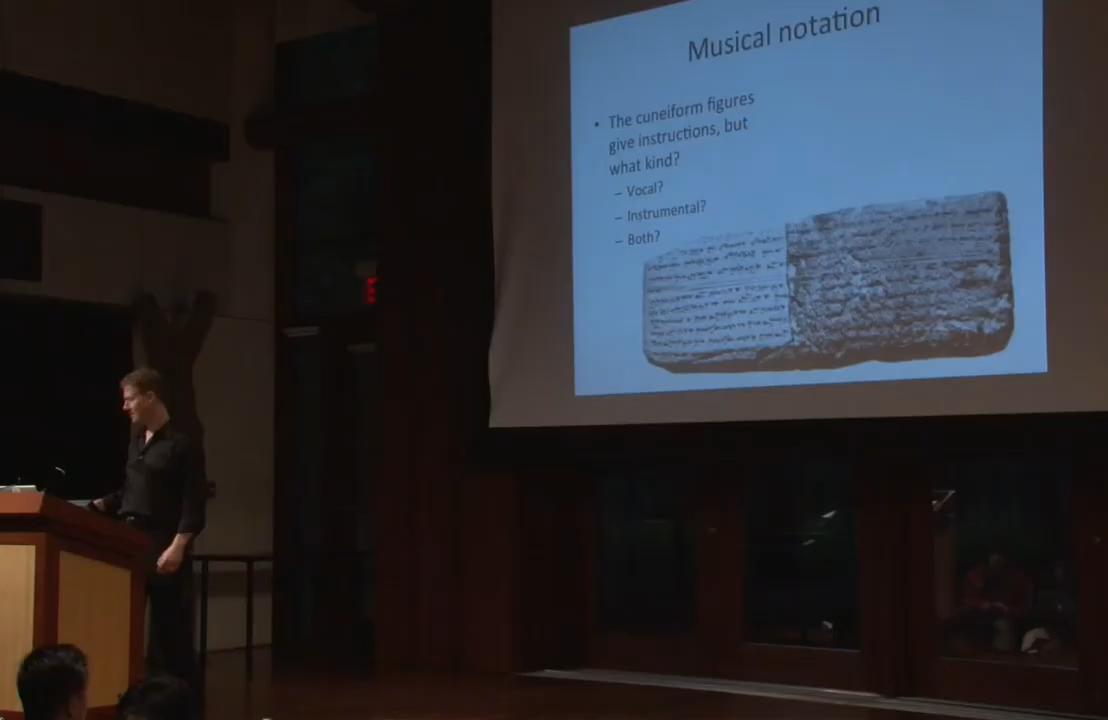 Musical notation
• The cuneiform figures
give instructions, but
what kind?
– Vocal?
– Instrumental?
– Both?